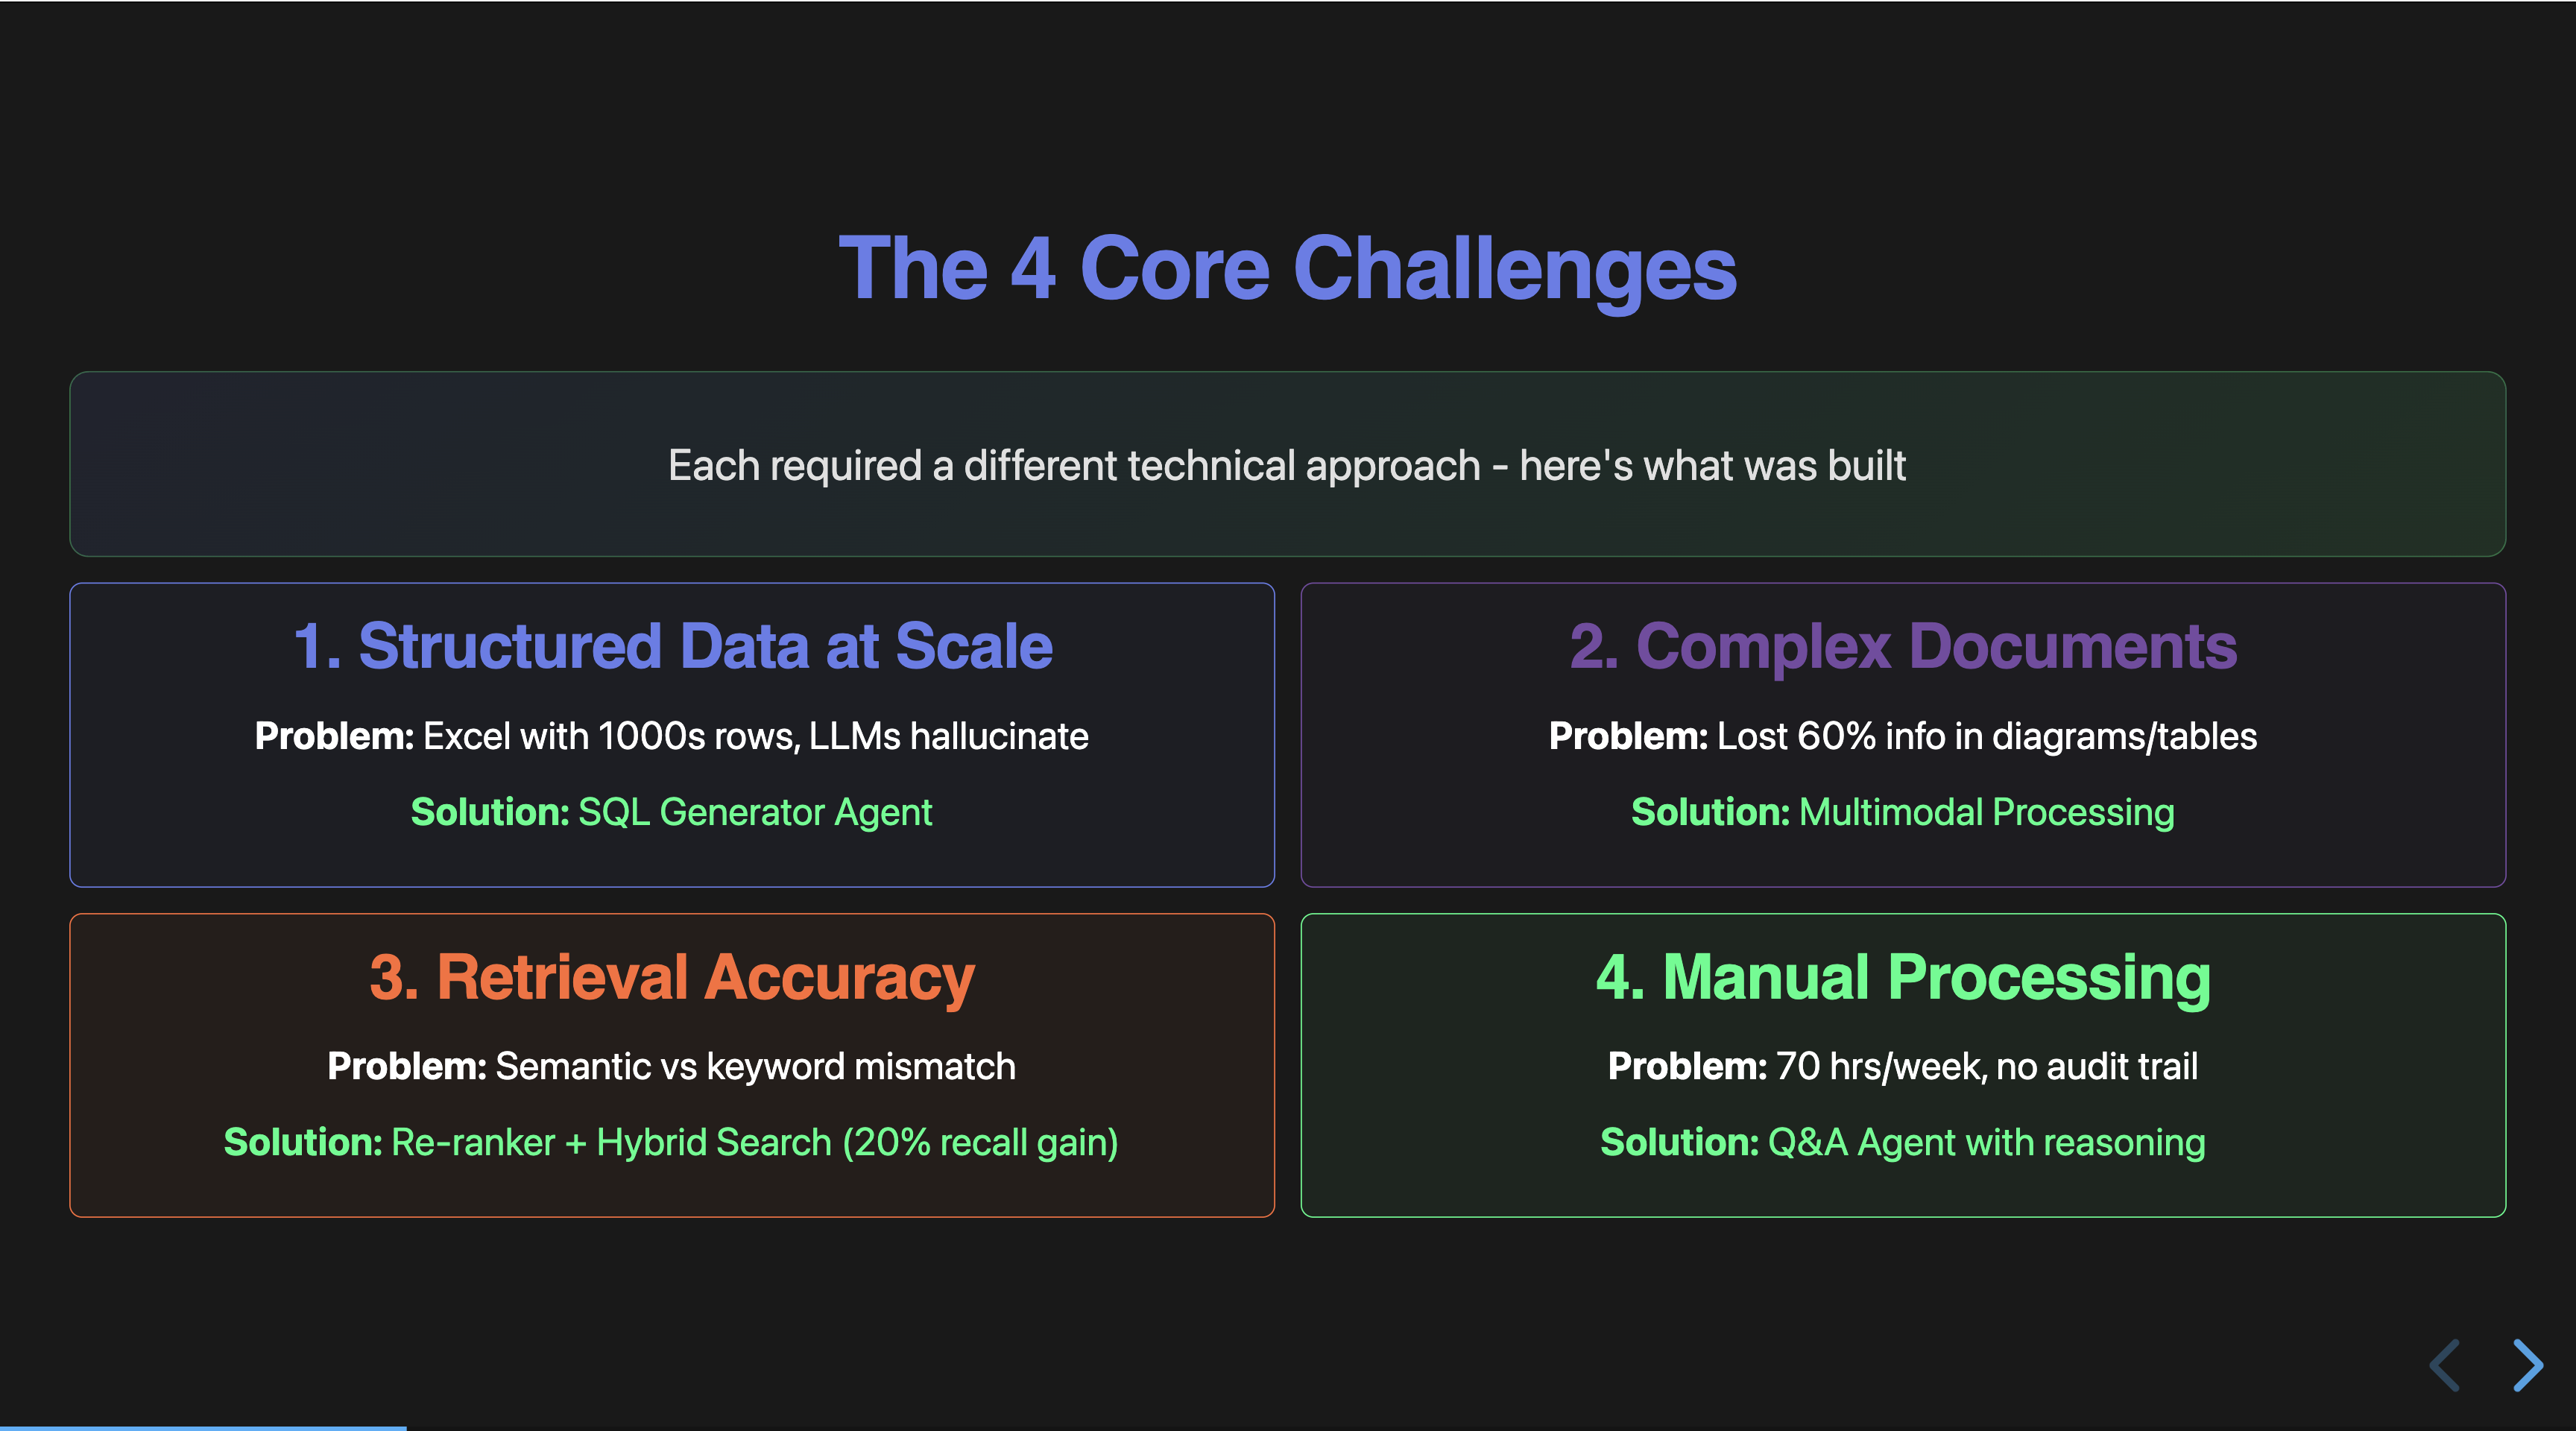 The 4 Core Challenges
Each required a different technical approach - here's what was built
1. Structured Data at Scale
Problem: Excel with 1000s rows, LLMs hallucinate
Solution: SQL Generator Agent
2. Complex Documents
Problem: Lost 60% info in diagrams/tables
Solution: Multimodal Processing
3. Retrieval Accuracy
Problem: Semantic vs keyword mismatch
Solution: Re-ranker + Hybrid Search (20% recall gain)
4. Manual Processing
Problem: 70 hrs/week, no audit trail
Solution: Q&A Agent with reasoning